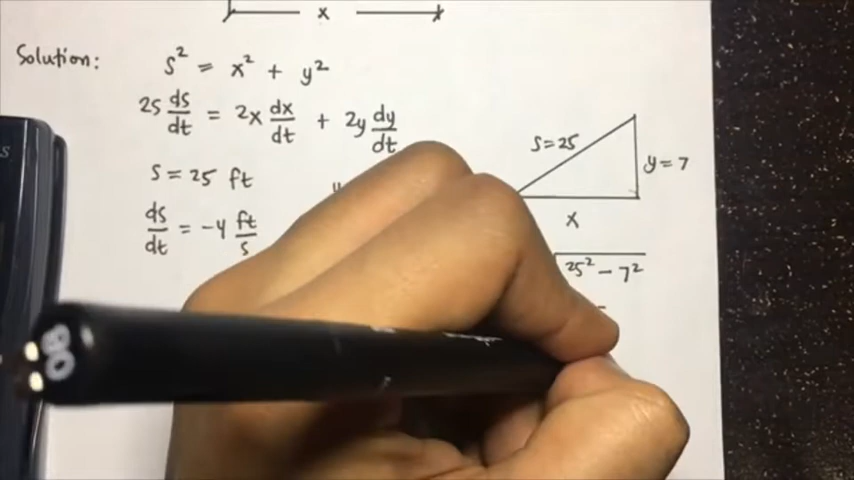 x
Solution:
s² = x² + y²
2s ds/dt = 2x dx/dt + 2y dy/dt
s = 25 ft
ds/dt = -4 ft/s
s = 25
y = 7
x
25² - 7²
08
s